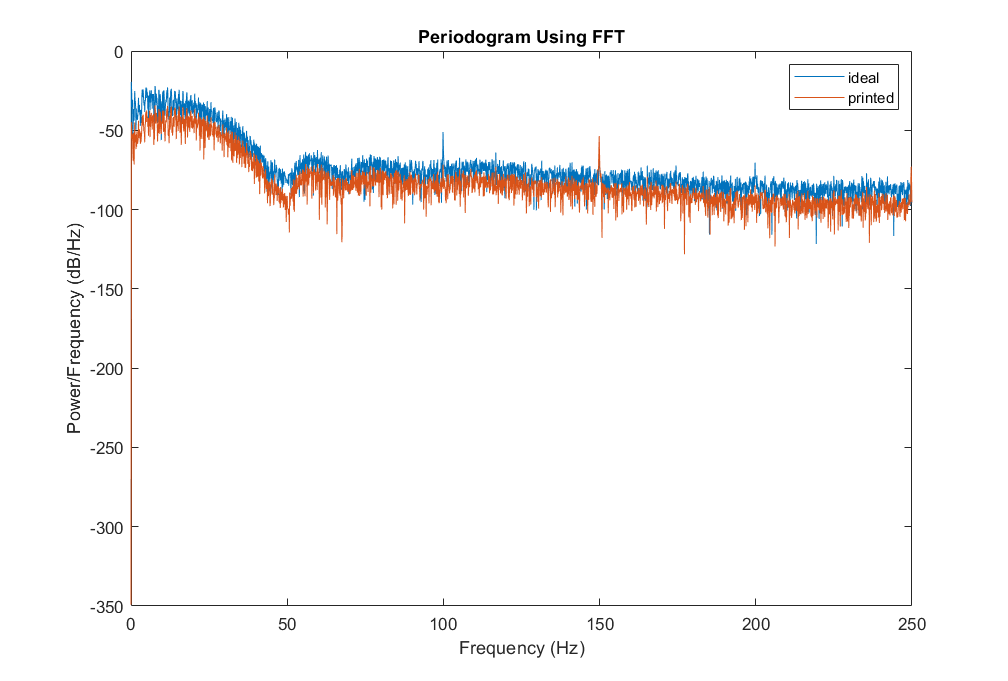 Periodogram Using FFT
ideal
printed
Power/Frequency (dB/Hz)
0
-50
-100
-150
-200
-250
-300
-350
0
50
100
150
200
250
Frequency (Hz)